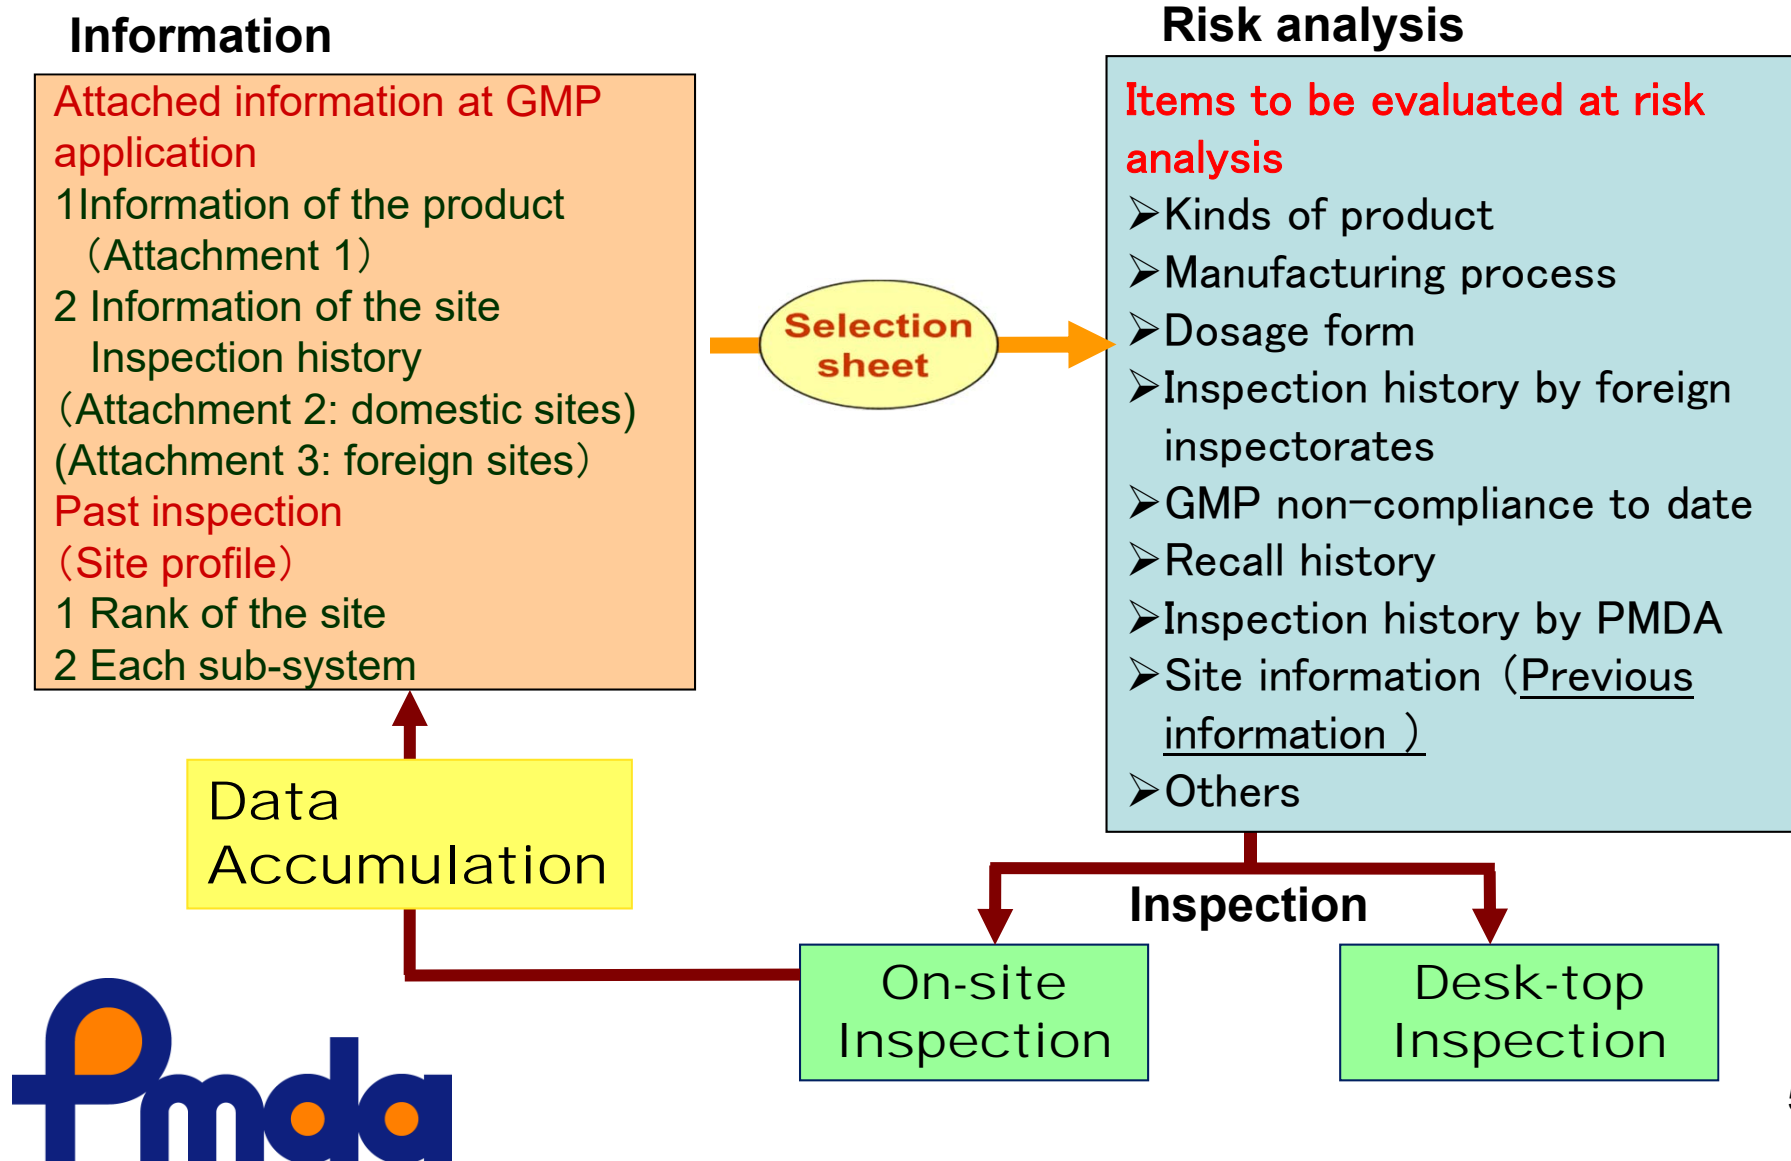 Information
Attached information at GMP
application
1Information of the product
（Attachment 1）
2 Information of the site
Inspection history
（Attachment 2: domestic sites)
(Attachment 3: foreign sites）
Past inspection
（Site profile）
1 Rank of the site
2 Each sub-system
Selection
sheet
Risk analysis
Items to be evaluated at risk
analysis
➢Kinds of product
➢Manufacturing process
➢Dosage form
➢Inspection history by foreign
inspectorates
➢GMP non-compliance to date
➢Recall history
➢Inspection history by PMDA
➢Site information（Previous
information ）
➢Others
Data
Accumulation
Inspection
On-site
Inspection
Desk-top
Inspection
Pmda